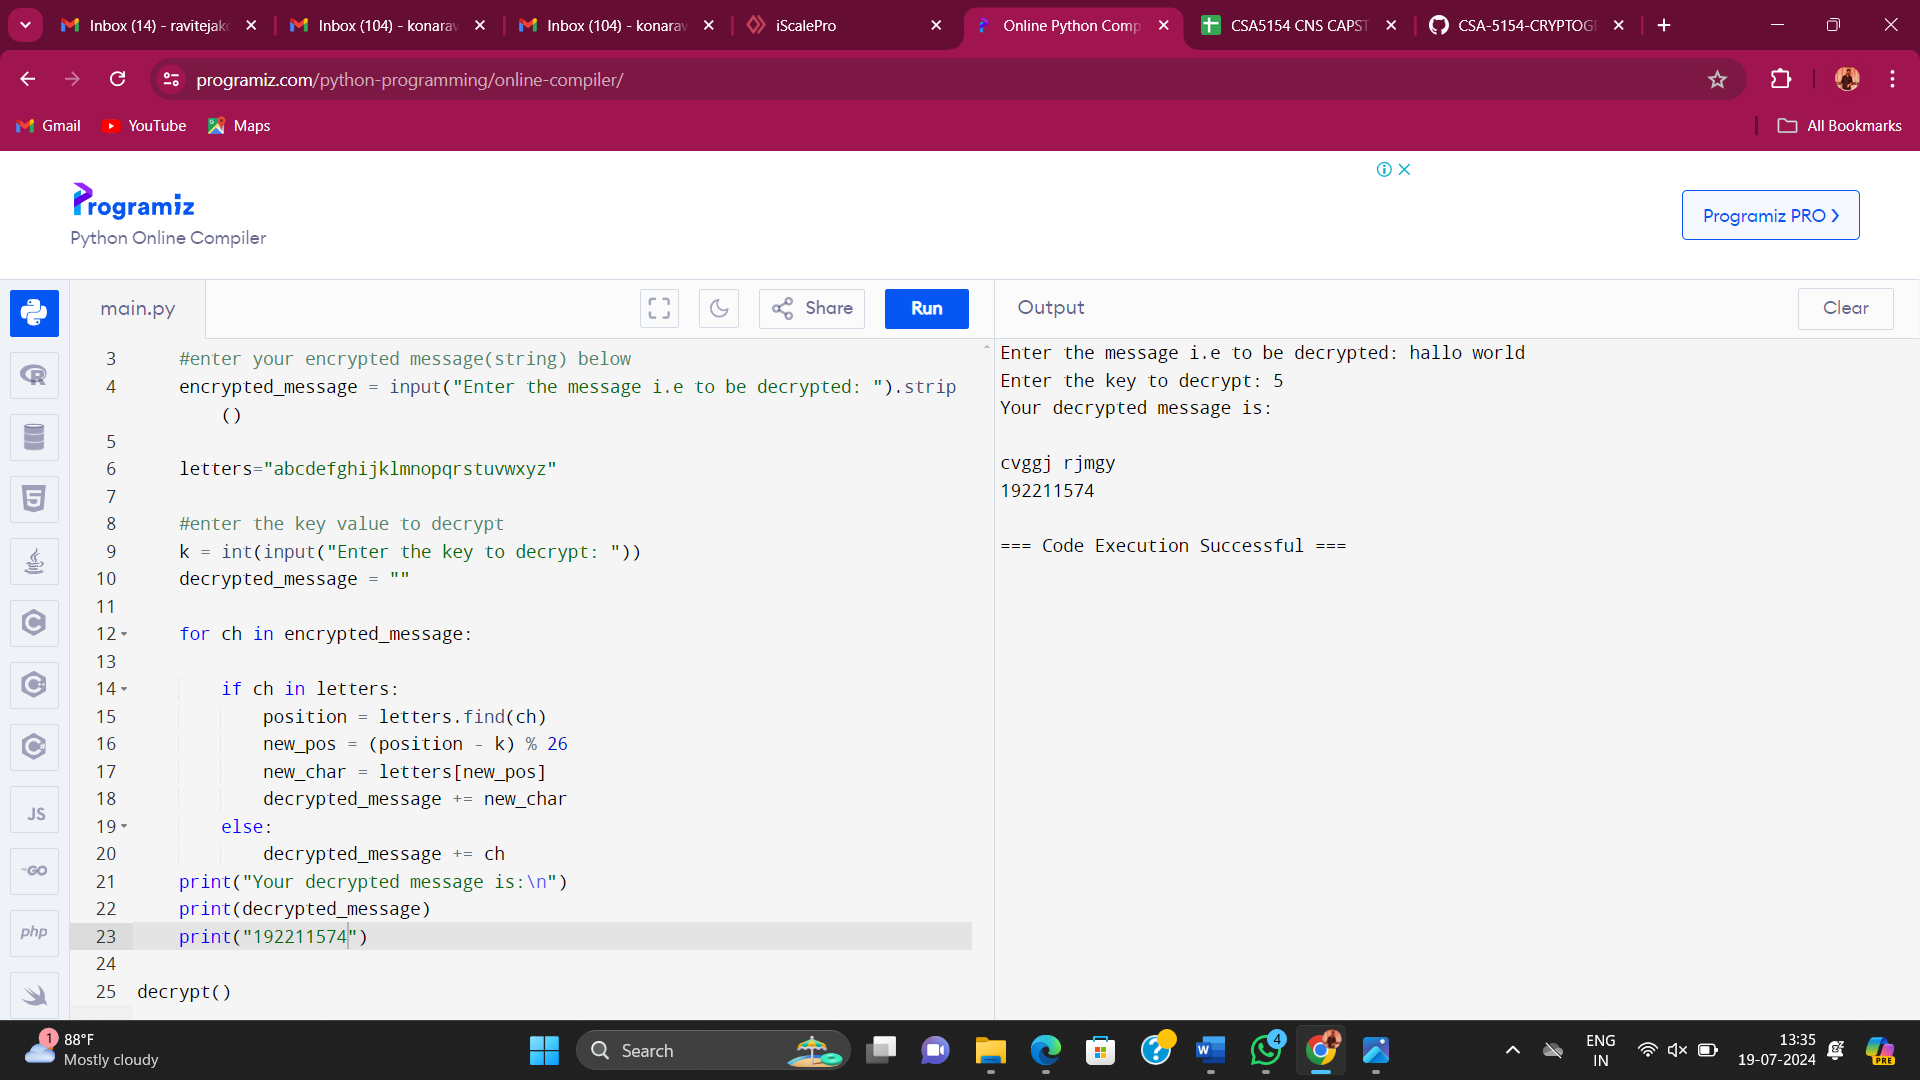 Inbox (14) - ravitejak
Inbox (104) - konarav
Inbox (104) - konarav
iScalePro
Online Python Comp
CSA5154 CNS CAPST
CSA-5154-CRYPTOG
programiz.com/python-programming/online-compiler/
Gmail
YouTube
Maps
All Bookmarks
Programiz
Python Online Compiler
Programiz PRO
main.py
Share
Run
Output
Clear
3 #enter your encrypted message(string) below
4 encrypted_message = input("Enter the message i.e to be decrypted: ").strip
()
5
6 letters="abcdefghijklmnopqrstuvwxyz"
7
8 #enter the key value to decrypt
9 k = int(input("Enter the key to decrypt: "))
10 decrypted_message = ""
11
12 for ch in encrypted_message:
13
14 if ch in letters:
15 position = letters.find(ch)
16 new_pos = (position - k) % 26
17 new_char = letters[new_pos]
18 decrypted_message += new_char
19 else:
20 decrypted_message += ch
21 print("Your decrypted message is:\n")
22 print(decrypted_message)
23 print("192211574")
24
25 decrypt()
Enter the message i.e to be decrypted: hallo world
Enter the key to decrypt: 5
Your decrypted message is:
cvggj rjmgy
192211574
=== Code Execution Successful ===
R
5
C
C
C
JS
GO
php
1
88°F
Mostly cloudy
Search
W
4
ENG
IN
13:35
19-07-2024
PRE